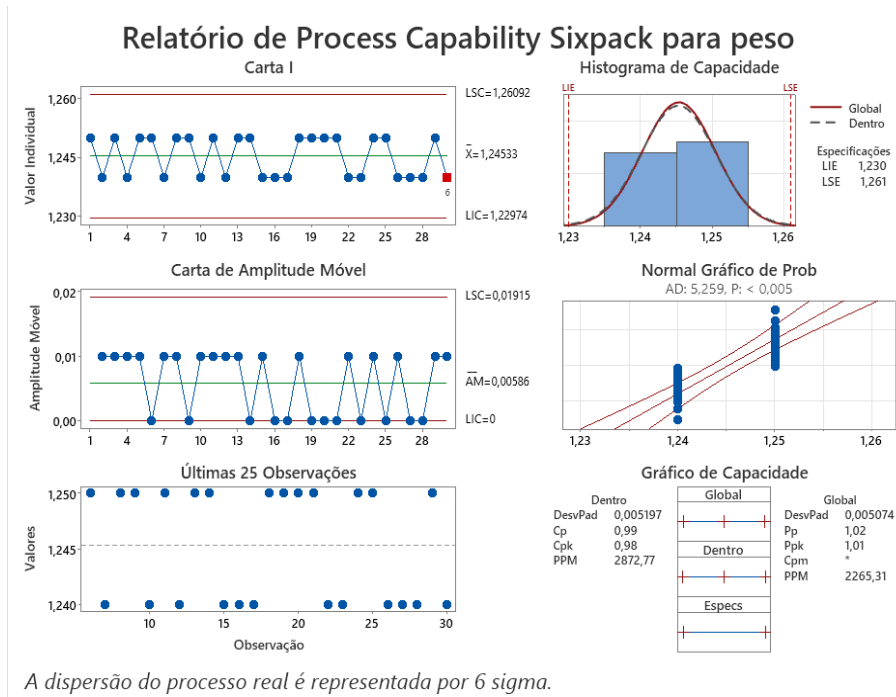 Relatório de Process Capability Sixpack para peso
Carta I
Valor Individual
1,260
1,245
1,230
1 4 7 10 13 16 19 22 25 28
LSC=1,26092
_
X=1,24533
LIC=1,22974
6
Histograma de Capacidade
LIE
LSE
1,23 1,24 1,25 1,26
Global
Dentro
Especificações
LIE 1,230
LSE 1,261
Carta de Amplitude Móvel
Amplitude Móvel
0,02
0,01
0,00
1 4 7 10 13 16 19 22 25 28
LSC=0,01915
__
AM=0,00586
LIC=0
Normal Gráfico de Prob
AD: 5,259, P: < 0,005
1,23 1,24 1,25 1,26
Últimas 25 Observações
Valores
1,250
1,245
1,240
10 15 20 25 30
Observação
Gráfico de Capacidade
Dentro
DesvPad 0,005197
Cp 0,99
Cpk 0,98
PPM 2872,77
Global
Dentro
Especs
Global
DesvPad 0,005074
Pp 1,02
Ppk 1,01
Cpm *
PPM 2265,31
A dispersão do processo real é representada por 6 sigma.